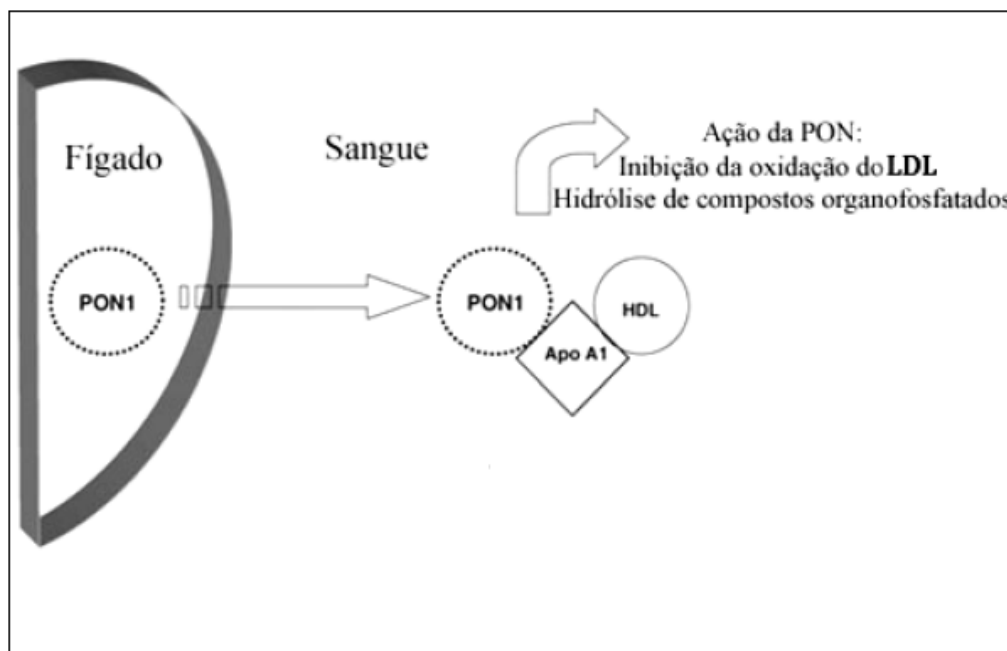 Fígado
Sangue
Ação da PON:
Inibição da oxidação do LDL
Hidrólise de compostos organofosfatados
PON1
PON1
HDL
Apo A1